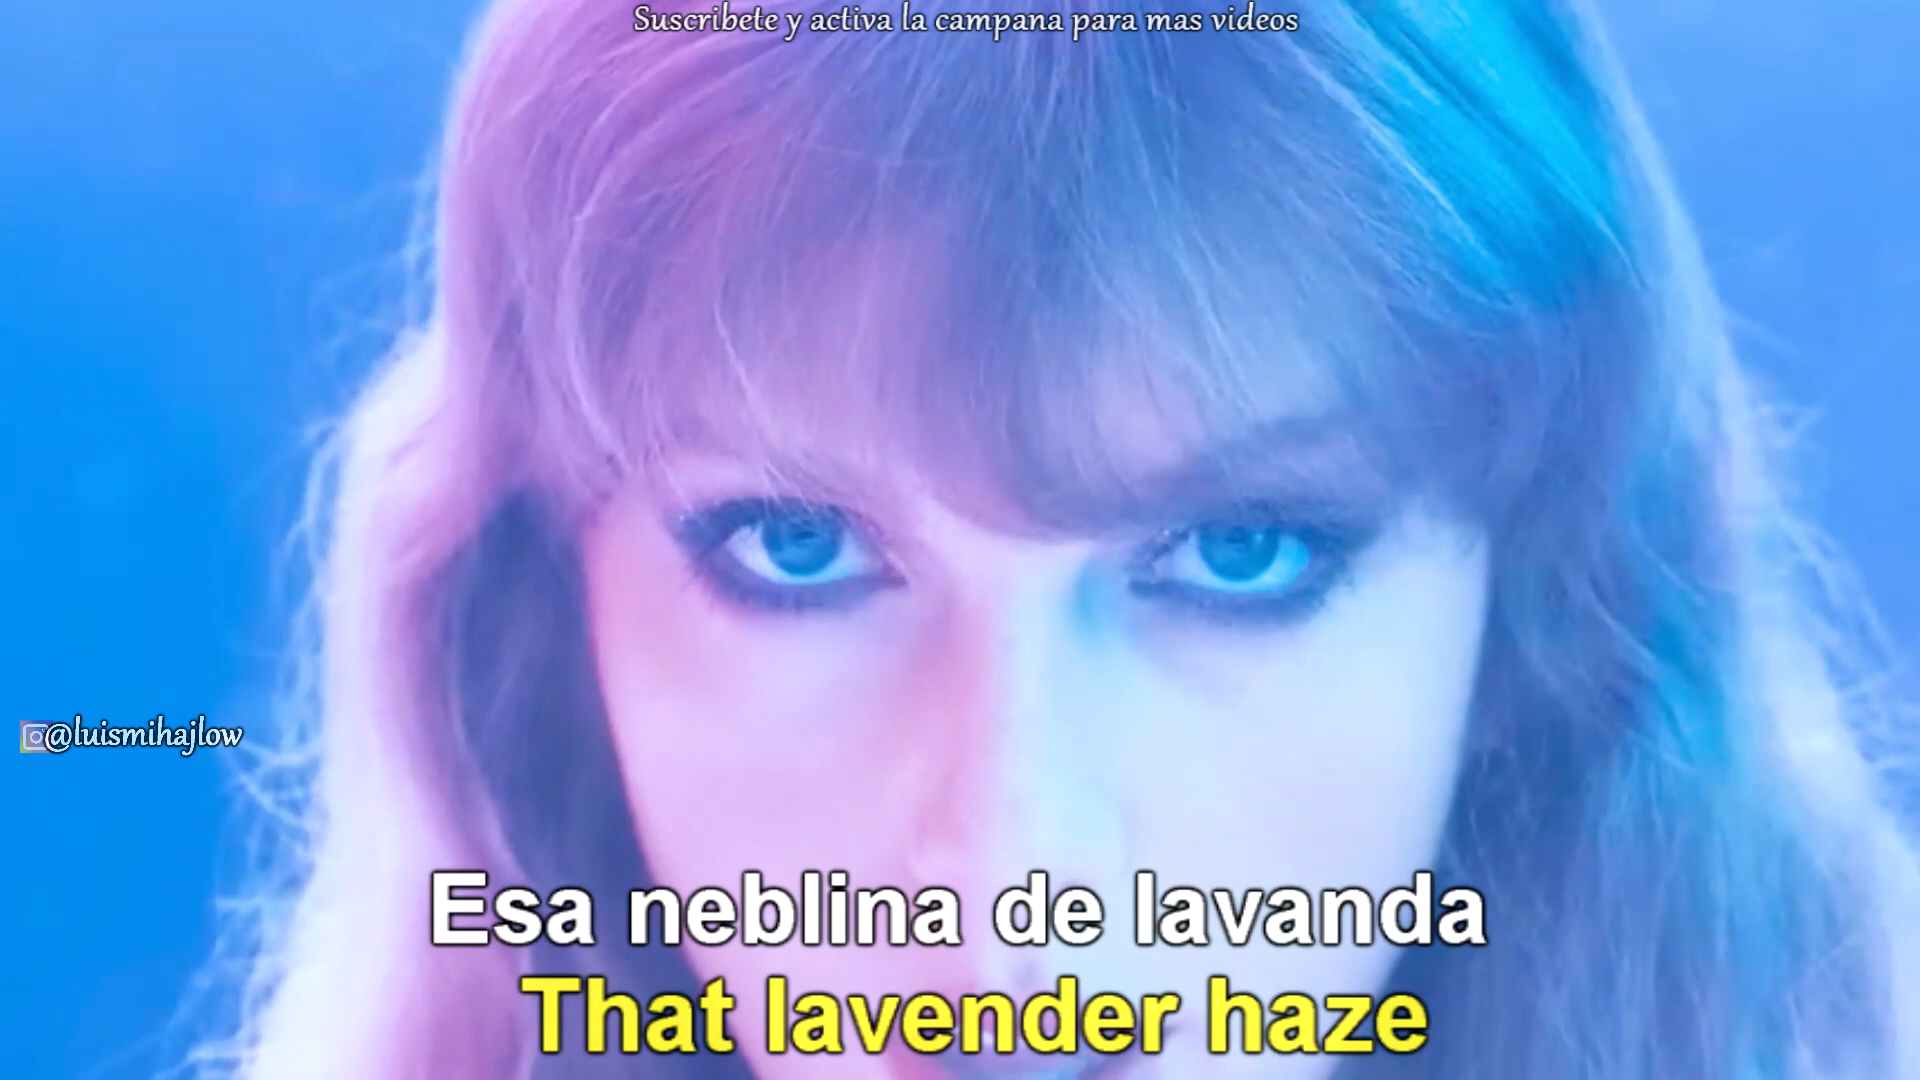 Suscribete y activa la campana para mas videos
@luismihajlow
Esa neblina de lavanda
That lavender haze